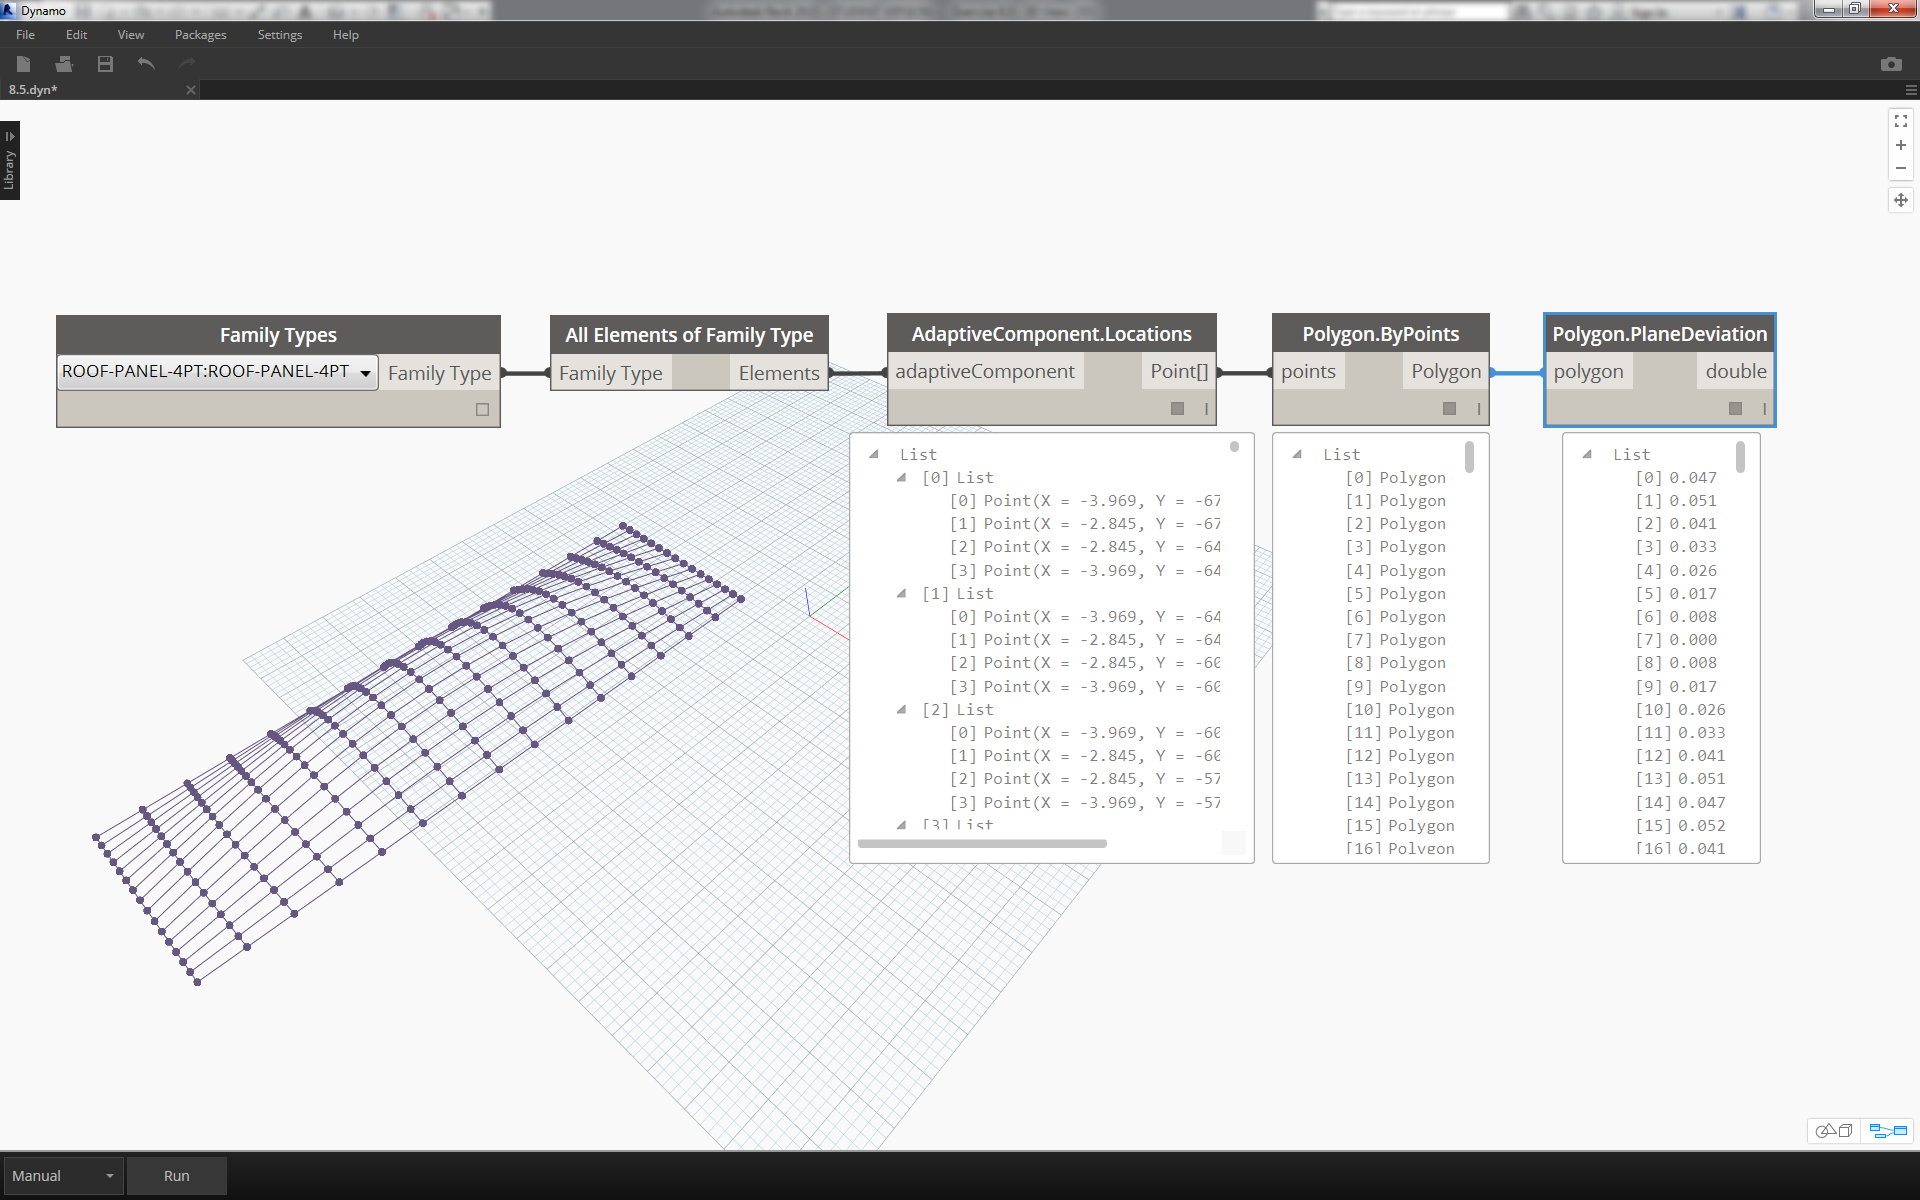 Dynamo
File Edit View Packages Settings Help
8.5.dyn*
Library
Family Types
ROOF-PANEL-4PT:ROOF-PANEL-4PT
Family Type
All Elements of Family Type
Family Type Elements
AdaptiveComponent.Locations
adaptiveComponent Point[]
Polygon.ByPoints
points Polygon
Polygon.PlaneDeviation
polygon double
List
[0] List
[0] Point(X = -3.969, Y = -67
[1] Point(X = -2.845, Y = -67
[2] Point(X = -2.845, Y = -64
[3] Point(X = -3.969, Y = -64
[1] List
[0] Point(X = -3.969, Y = -64
[1] Point(X = -2.845, Y = -64
[2] Point(X = -2.845, Y = -60
[3] Point(X = -3.969, Y = -60
[2] List
[0] Point(X = -3.969, Y = -60
[1] Point(X = -2.845, Y = -60
[2] Point(X = -2.845, Y = -57
[3] Point(X = -3.969, Y = -57
[3] List
List
[0] Polygon
[1] Polygon
[2] Polygon
[3] Polygon
[4] Polygon
[5] Polygon
[6] Polygon
[7] Polygon
[8] Polygon
[9] Polygon
[10] Polygon
[11] Polygon
[12] Polygon
[13] Polygon
[14] Polygon
[15] Polygon
[16] Polygon
List
[0] 0.047
[1] 0.051
[2] 0.041
[3] 0.033
[4] 0.026
[5] 0.017
[6] 0.008
[7] 0.000
[8] 0.008
[9] 0.017
[10] 0.026
[11] 0.033
[12] 0.041
[13] 0.051
[14] 0.047
[15] 0.052
[16] 0.041
Manual
Run